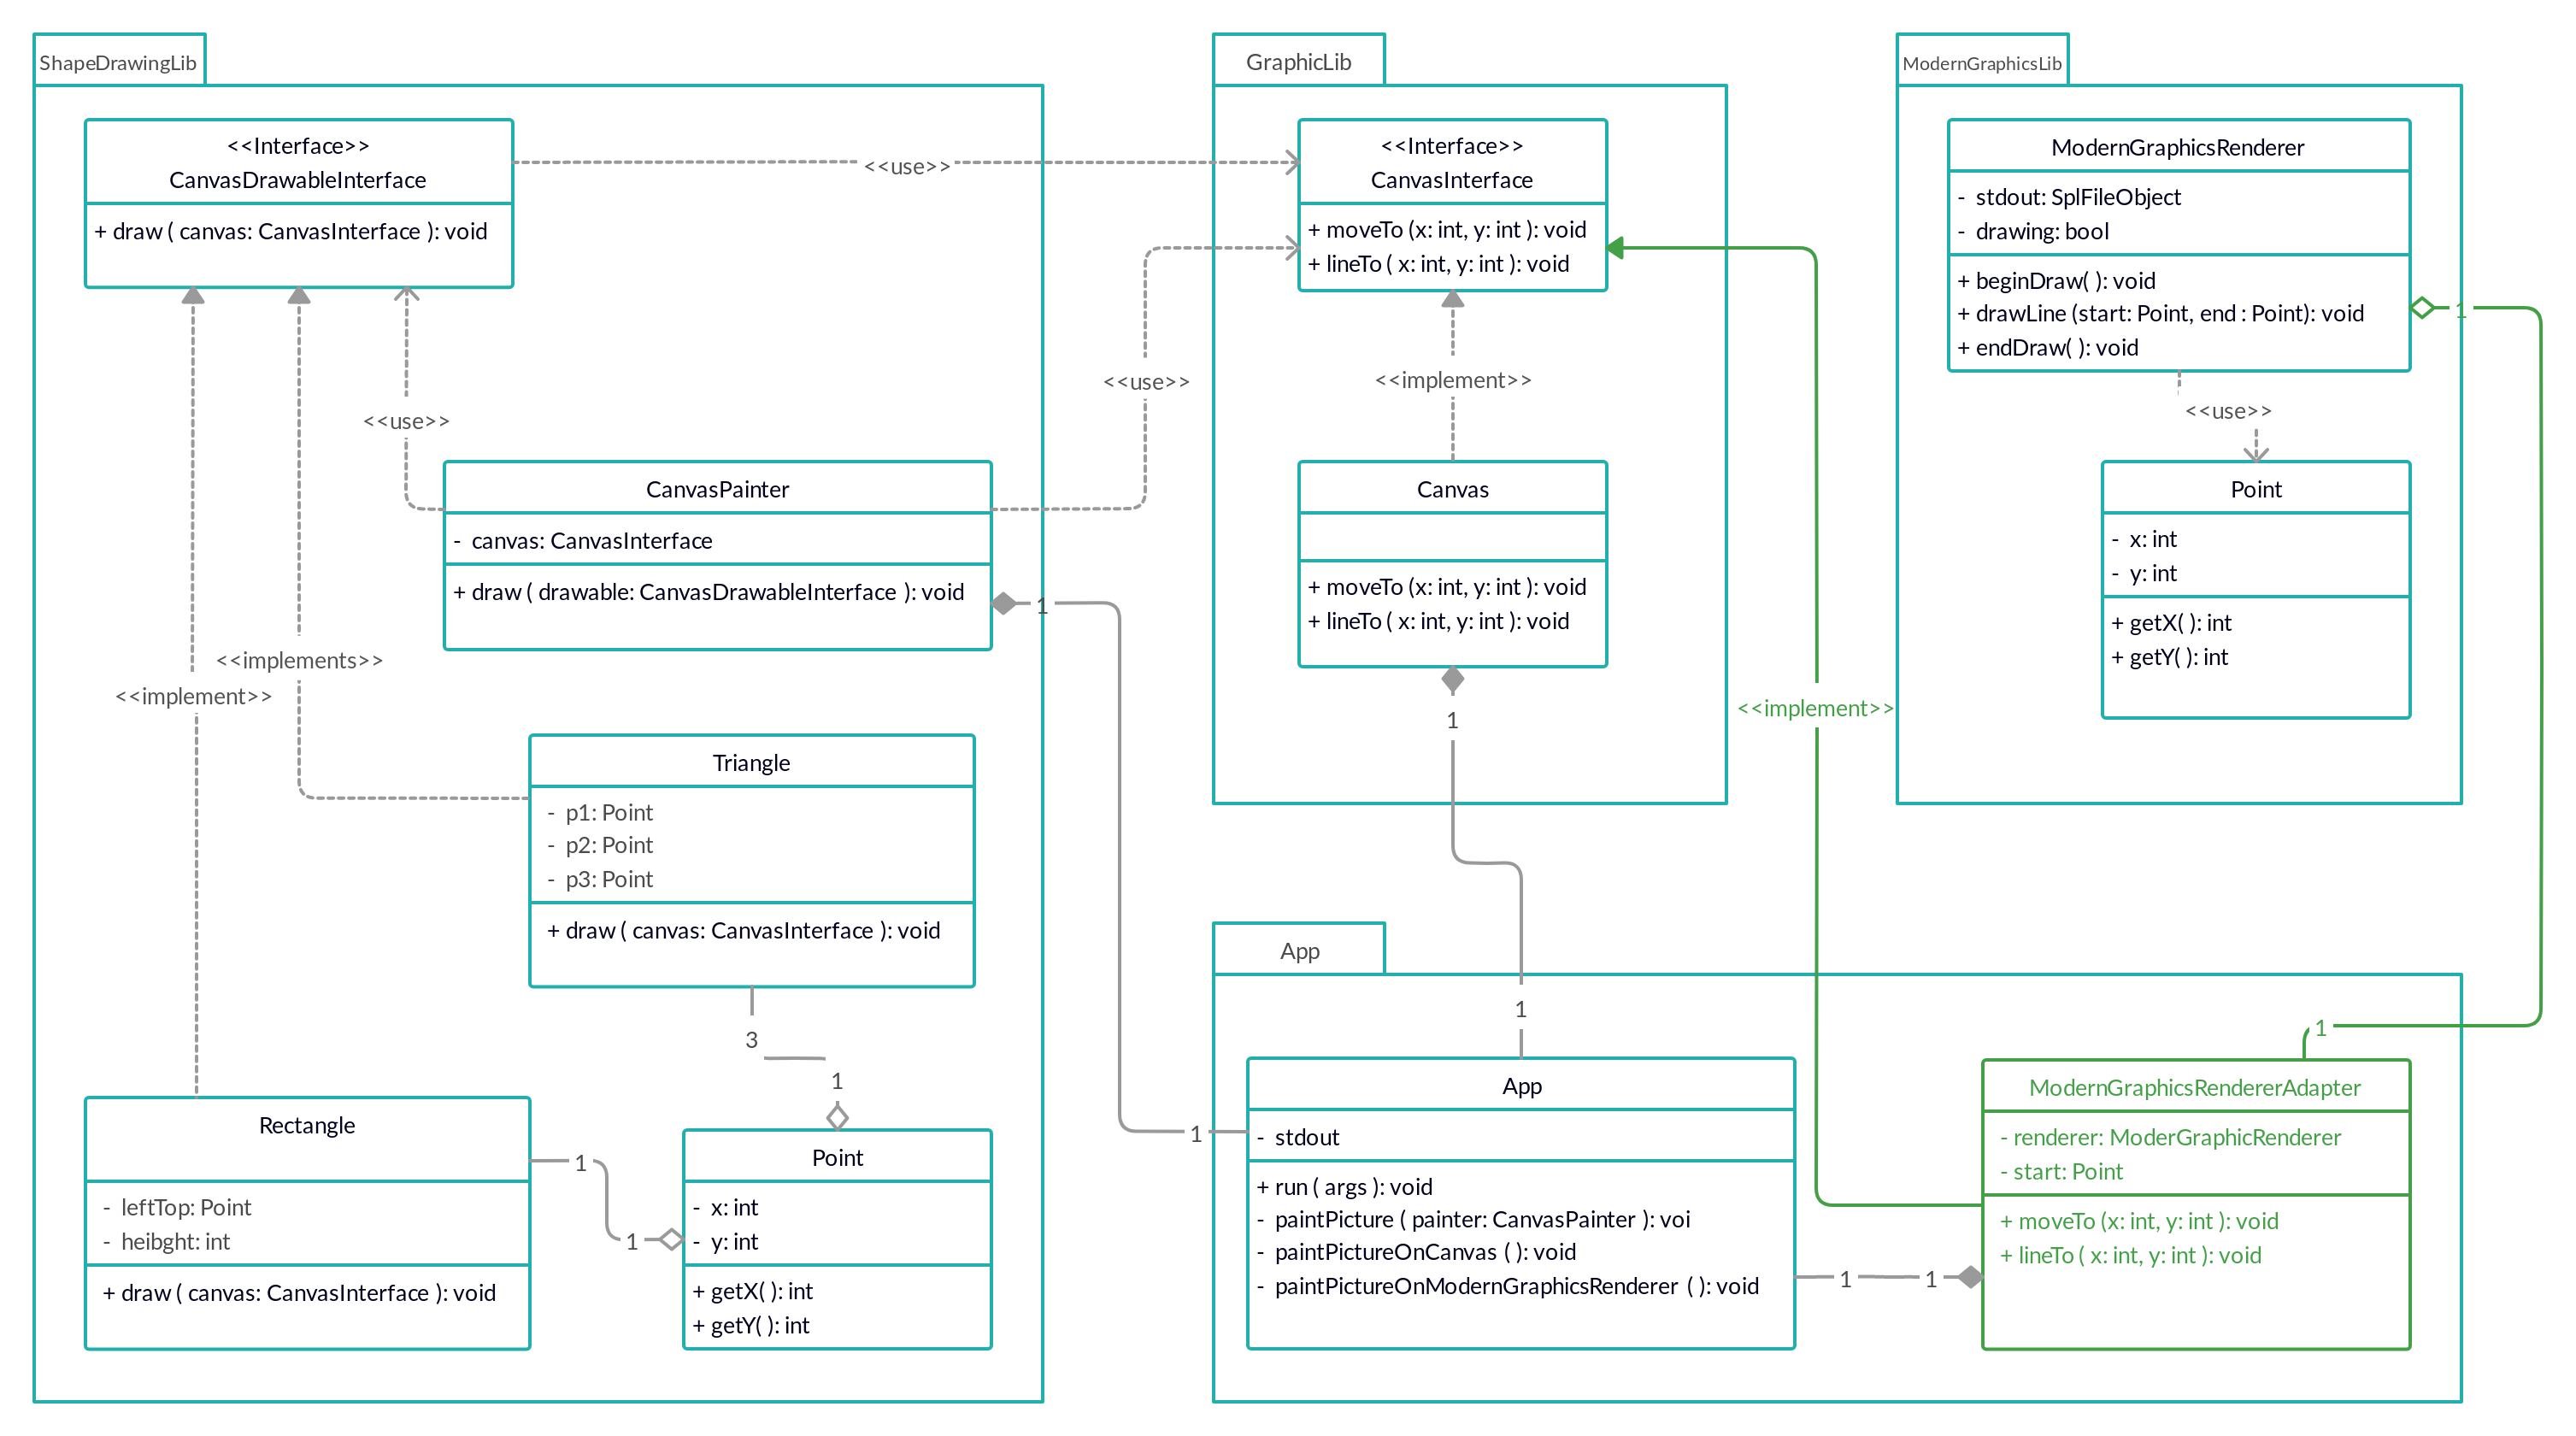 ShapeDrawingLib
<<Interface>>
CanvasDrawableInterface
+ draw ( canvas: CanvasInterface ): void
<<use>>
<<use>>
<<use>>
CanvasPainter
- canvas: CanvasInterface
+ draw ( drawable: CanvasDrawableInterface ): void
1
<<implements>>
<<implement>>
Triangle
- p1: Point
- p2: Point
- p3: Point
+ draw ( canvas: CanvasInterface ): void
3
1
Rectangle
- leftTop: Point
- heibght: int
+ draw ( canvas: CanvasInterface ): void
1
1
Point
- x: int
- y: int
+ getX( ): int
+ getY( ): int
GraphicLib
<<Interface>>
CanvasInterface
+ moveTo (x: int, y: int ): void
+ lineTo ( x: int, y: int ): void
<<implement>>
Canvas
+ moveTo (x: int, y: int ): void
+ lineTo ( x: int, y: int ): void
1
<<implement>>
ModernGraphicsLib
ModernGraphicsRenderer
- stdout: SplFileObject
- drawing: bool
+ beginDraw( ): void
+ drawLine (start: Point, end : Point): void
+ endDraw( ): void
1
<<use>>
Point
- x: int
- y: int
+ getX( ): int
+ getY( ): int
App
1
1
1
App
- stdout
+ run ( args ): void
- paintPicture ( painter: CanvasPainter ): voi
- paintPictureOnCanvas ( ): void
- paintPictureOnModernGraphicsRenderer ( ): void
1
1
ModernGraphicsRendererAdapter
- renderer: ModerGraphicRenderer
- start: Point
+ moveTo (x: int, y: int ): void
+ lineTo ( x: int, y: int ): void